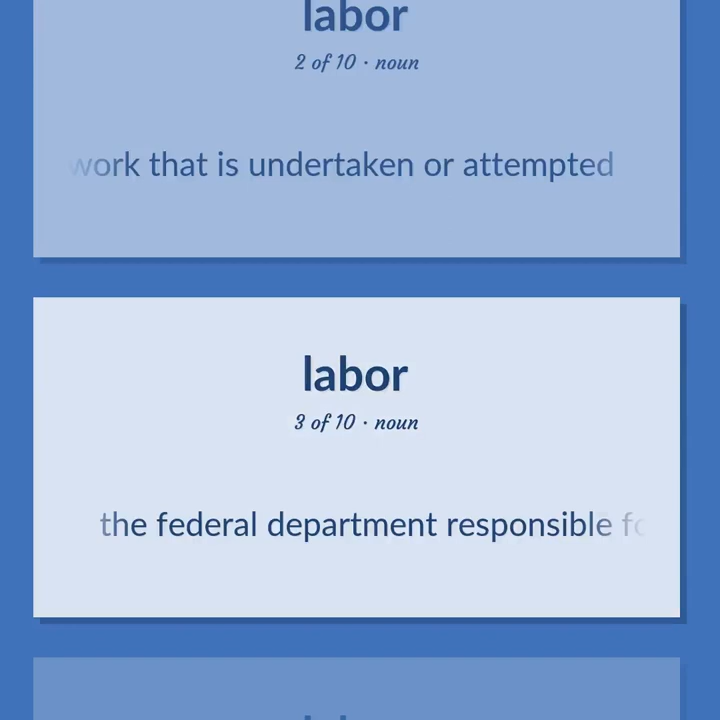 labor
2 of 10 · noun
work that is undertaken or attempted
labor
3 of 10 · noun
the federal department responsible